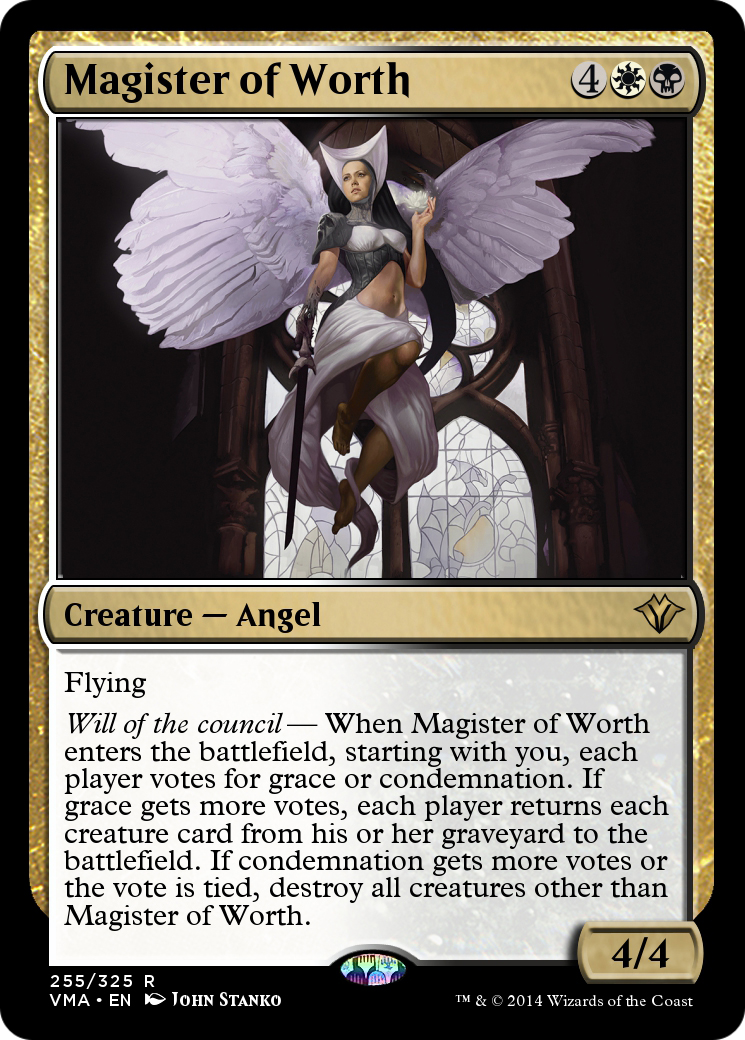 Magister of Worth 4
Creature — Angel
Flying
Will of the council — When Magister of Worth
enters the battlefield, starting with you, each
player votes for grace or condemnation. If
grace gets more votes, each player returns each
creature card from his or her graveyard to the
battlefield. If condemnation gets more votes or
the vote is tied, destroy all creatures other than
Magister of Worth.
4/4
255/325 R
VMA • EN John Stanko
™ & © 2014 Wizards of the Coast